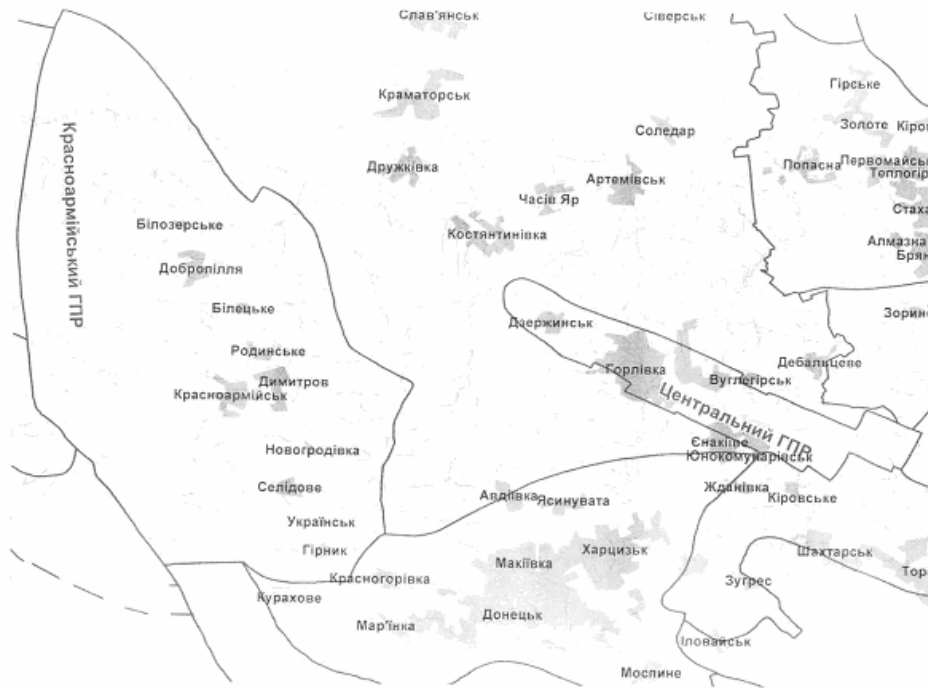 Слав'янськ
Сіверськ
Гірське
Краматорськ
Золоте
Соледар
Попасна
Дружківка
Артемівськ
Часів Яр
Костянтинівка
Красноармійський ГПР
Білозерське
Добропілля
Білецьке
Дзержинськ
Родинське
Димитров
Красноармійськ
Горлівка
Вуглегірськ
Дебальцеве
Центральний ГПР
Єнакієве
Юнокомунарівськ
Новогродівка
Селідове
Авдіївка
Ясинувата
Жданівка
Кіровське
Українськ
Гірник
Харцизьк
Шахтарськ
Макіївка
Красногорівка
Зугрес
Курахове
Донецьк
Мар'їнка
Іловайськ
Моспине